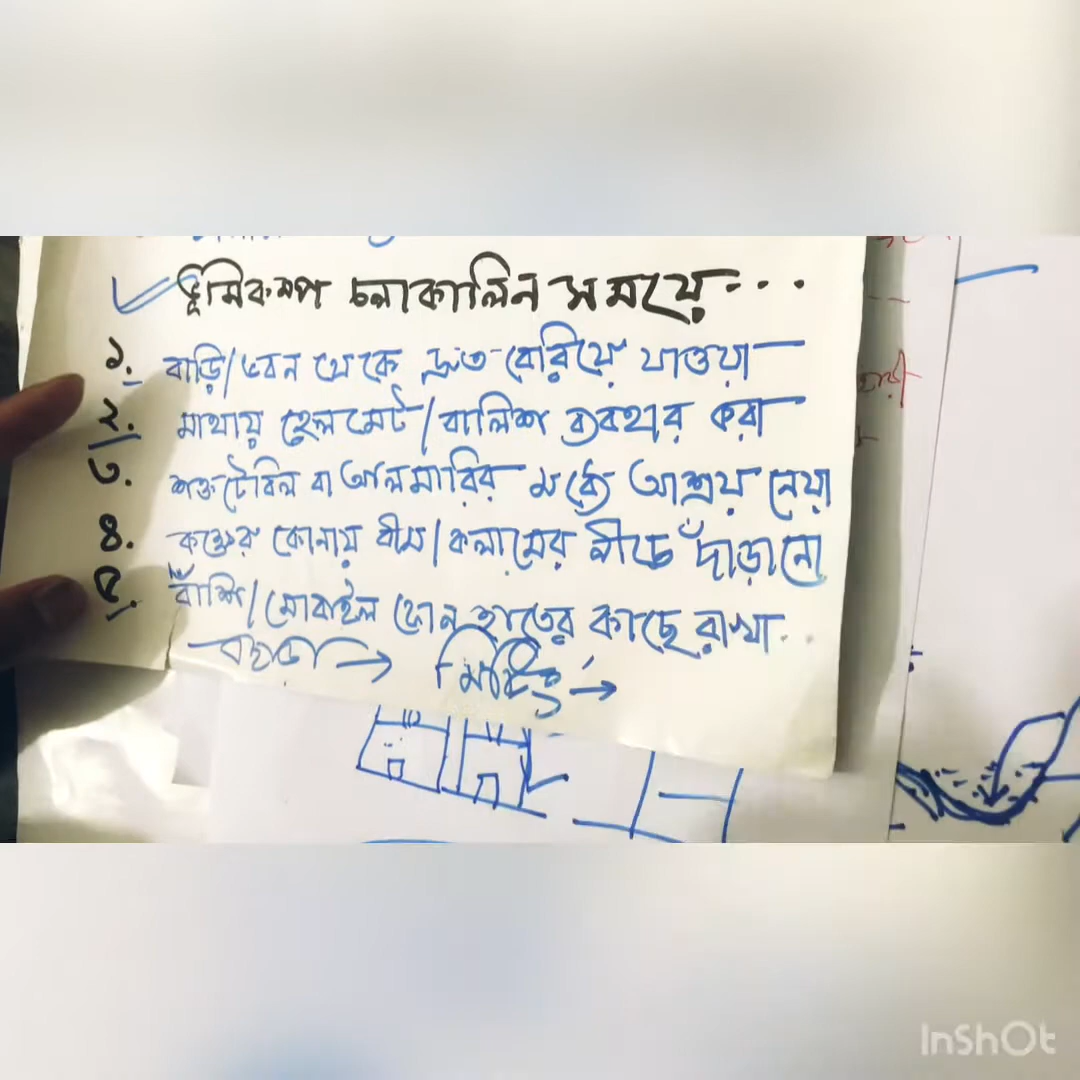 ভূমিকম্প চলাকালিন সময়ে...
১. বাড়ি/ভবন থেকে দ্রুত বেরিয়ে যাওয়া
২. মাথায় হেলমেট/বালিশ ব্যবহার করা
৩. শক্ত টেবিল বা আলমারির মধ্যে আশ্রয় নেয়া
৪. কক্ষের কোনায় বীম/কলামের নীচে দাঁড়ানো
৫. বাঁশি/মোবাইল ফোন হাতের কাছে রাখা..
InShOt